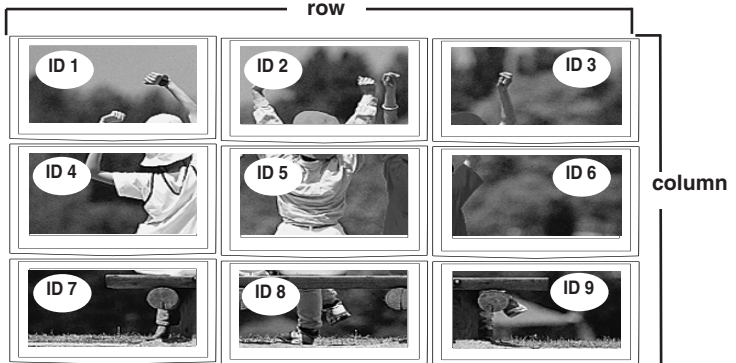 row
ID 1
ID 2
ID 3
ID 4
ID 5
ID 6
column
ID 7
ID 8
ID 9